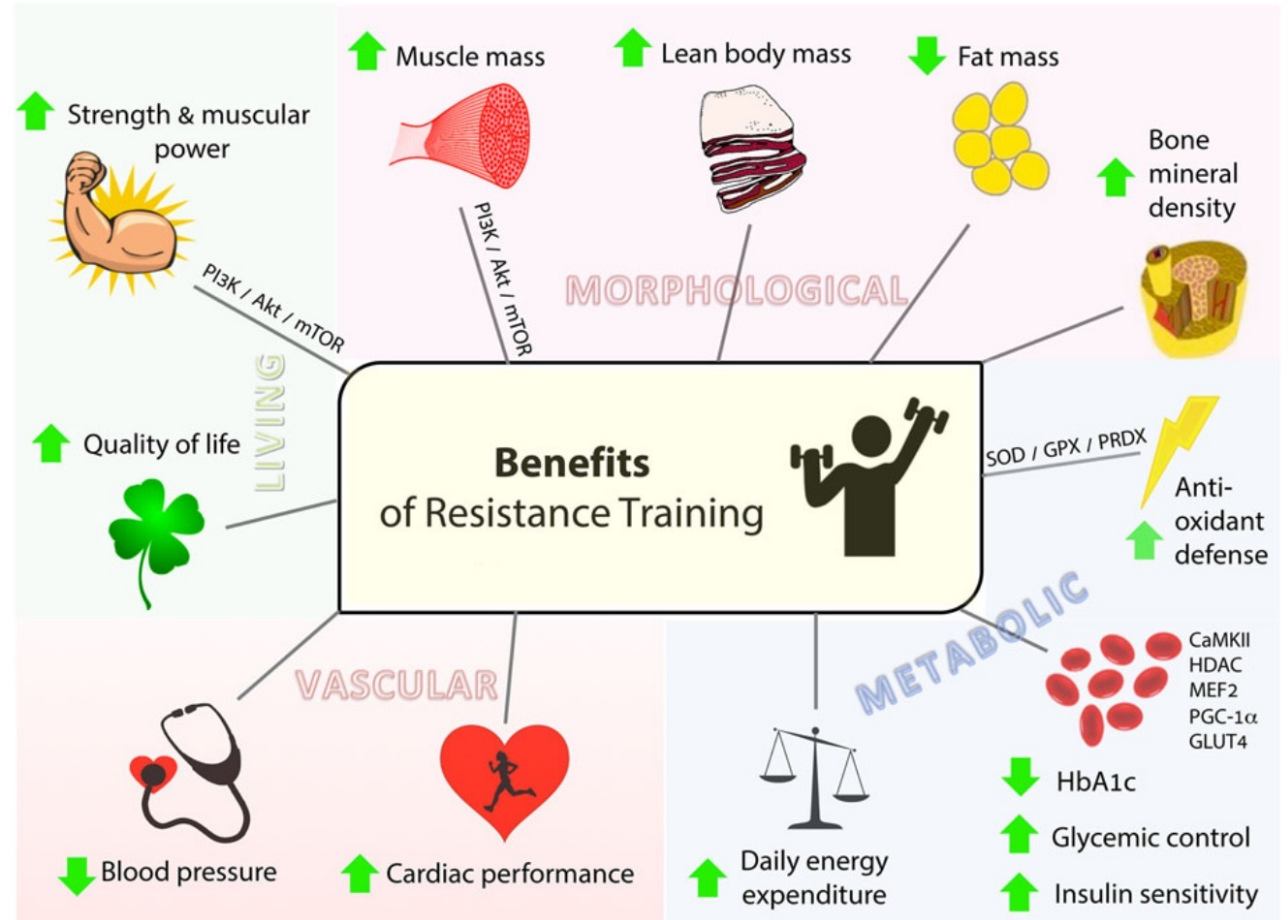 Muscle mass
Lean body mass
Fat mass
Strength & muscular
power
Bone
mineral
density
PI3K / Akt / mTOR
PI3K / Akt / mTOR
MORPHOLOGICAL
LIVING
Quality of life
Benefits
of Resistance Training
SOD / GPX / PRDX
Anti-
oxidant
defense
VASCULAR
METABOLIC
CaMKII
HDAC
MEF2
PGC-1α
GLUT4
HbA1c
Glycemic control
Insulin sensitivity
Blood pressure
Cardiac performance
Daily energy
expenditure